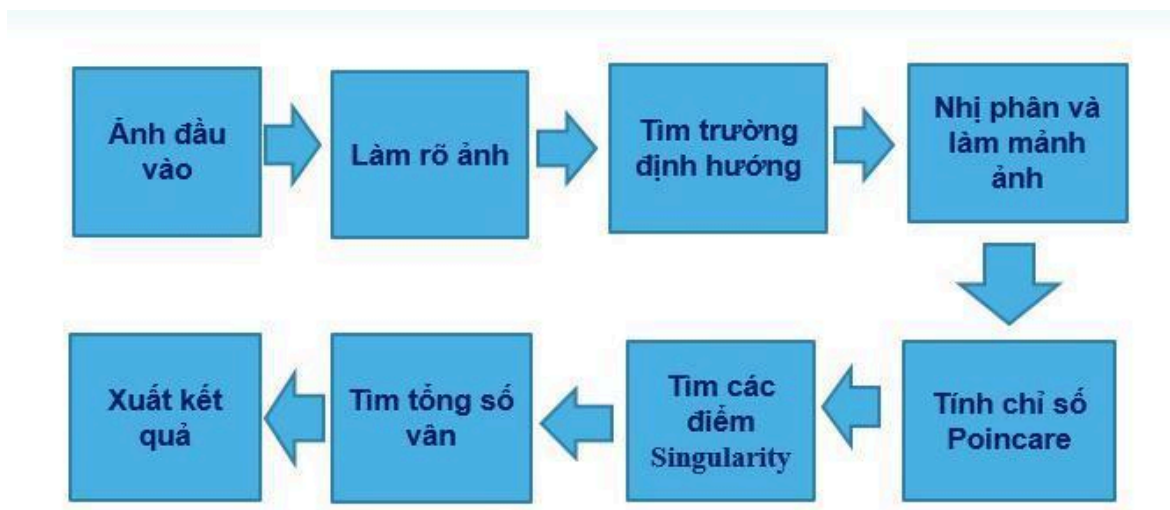 Ảnh đầu
vào
Làm rõ ảnh
Tìm trường
định hướng
Nhị phân và
làm mảnh
ảnh
Tính chỉ số
Poincare
Tìm các
điểm
Singularity
Tìm tổng số
vân
Xuất kết
quả